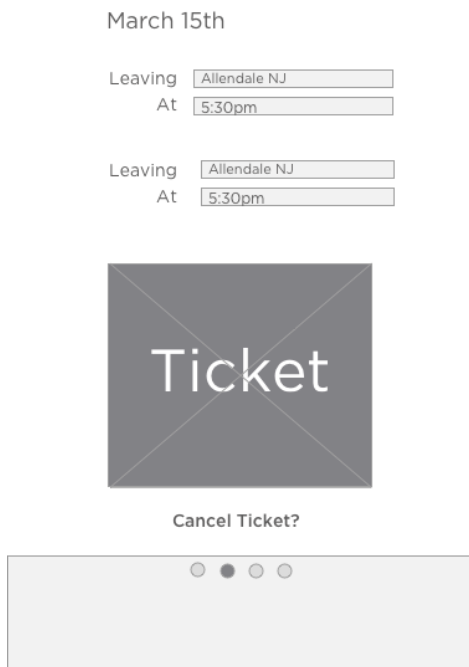 March 15th
Leaving Allendale NJ
At 5:30pm
Leaving Allendale NJ
At 5:30pm
Ticket
Cancel Ticket?